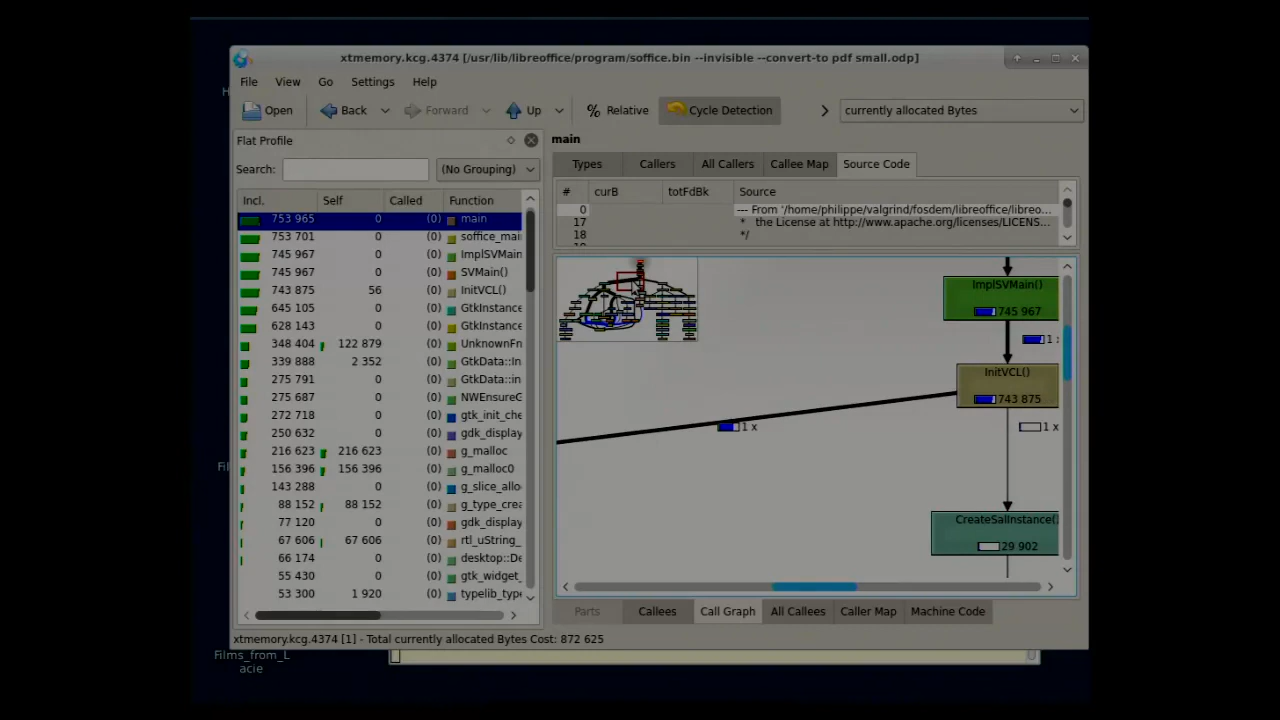 xtmemory.kcg.4374 [/usr/lib/libreoffice/program/soffice.bin --invisible --convert-to pdf small.odp]
File View Go Settings Help
Open Back Forward Up % Relative Cycle Detection currently allocated Bytes
Flat Profile
Search: (No Grouping)
Incl. Self Called Function
753 965 0 (0) main
753 701 0 (0) soffice_mai
745 967 0 (0) ImplSVMain
745 967 0 (0) SVMain()
743 875 56 (0) InitVCL()
645 105 0 (0) GtkInstance
628 143 0 (0) GtkInstance
348 404 122 879 (0) UnknownFn
339 888 2 352 (0) GtkData::In
275 791 0 (0) GtkData::in
275 687 0 (0) NWEnsureG
272 718 0 (0) gtk_init_che
250 632 0 (0) gdk_display
216 623 216 623 (0) g_malloc
156 396 156 396 (0) g_malloc0
143 288 0 (0) g_slice_allo
88 152 88 152 (0) g_type_crea
77 120 0 (0) gdk_display
67 606 67 606 (0) rtl_uString_
66 174 0 (0) desktop::De
55 430 0 (0) gtk_widget_
53 300 1 920 (0) typelib_type
main
Types Callers All Callers Callee Map Source Code
# curB totFdBk Source
0 --- From '/home/philippe/valgrind/fosdem/libreoffice/libreo...
17 * the License at http://www.apache.org/licenses/LICENS...
18 */
ImplSVMain()
745 967
1
InitVCL()
743 875
1 x
1 x
CreateSalInstance()
29 902
Parts Callees Call Graph All Callees Caller Map Machine Code
xtmemory.kcg.4374 [1] - Total currently allocated Bytes Cost: 872 625
Films_from_L
acie